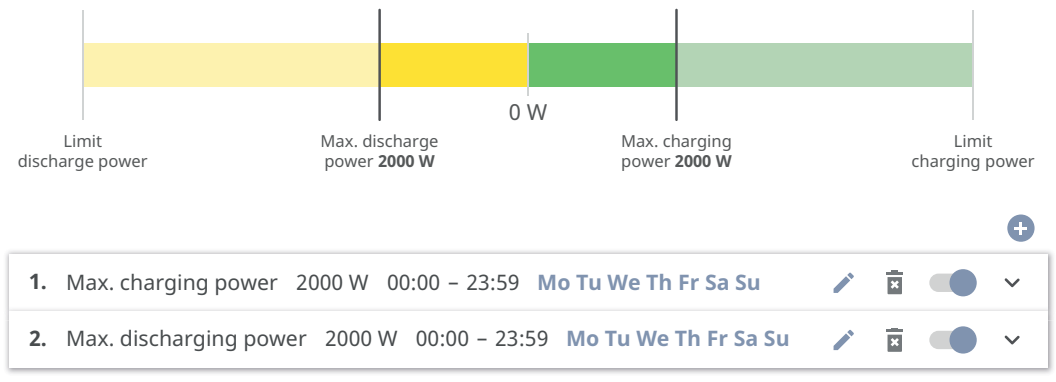 0 W
Limit
discharge power
Max. discharge
power 2000 W
Max. charging
power 2000 W
Limit
charging power
1. Max. charging power 2000 W 00:00 – 23:59 Mo Tu We Th Fr Sa Su
2. Max. discharging power 2000 W 00:00 – 23:59 Mo Tu We Th Fr Sa Su